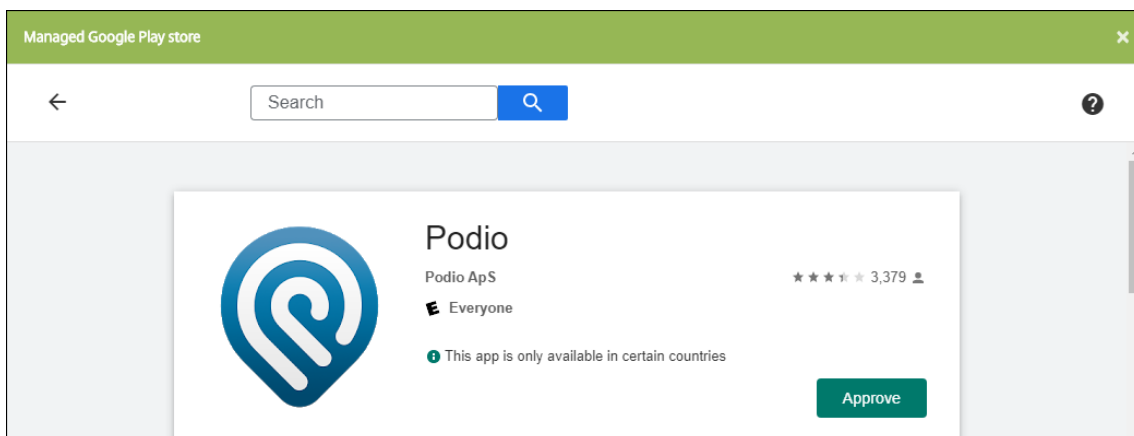 Managed Google Play store
Search
Podio
Podio ApS
3,379
E Everyone
This app is only available in certain countries
Approve